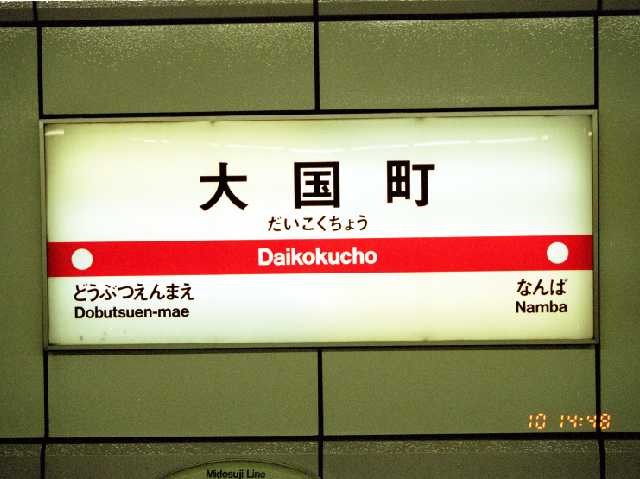 大国町
だいこくちょう
Daikokucho
どうぶつえんまえ
Dobutsuen-mae
なんば
Namba
10 14:48
Midosuji Line